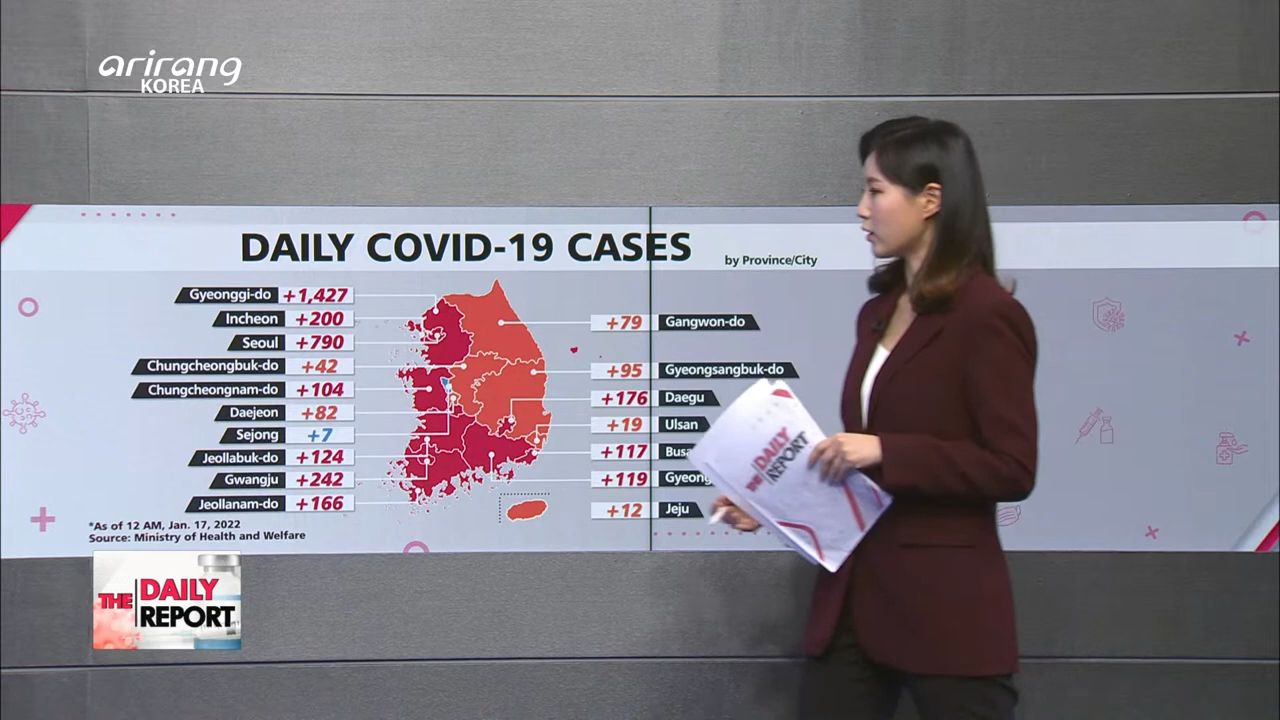 arirang
KOREA
DAILY COVID-19 CASES by Province/City
Gyeonggi-do +1,427
Incheon +200
Seoul +790
Chungcheongbuk-do +42
Chungcheongnam-do +104
Daejeon +82
Sejong +7
Jeollabuk-do +124
Gwangju +242
Jeollanam-do +166
+79 Gangwon-do
+95 Gyeongsangbuk-do
+176 Daegu
+19 Ulsan
+117
+119
+12 Jeju
*As of 12 AM, Jan. 17, 2022
Source: Ministry of Health and Welfare
THE DAILY
REPORT
THE DAILY
REPORT